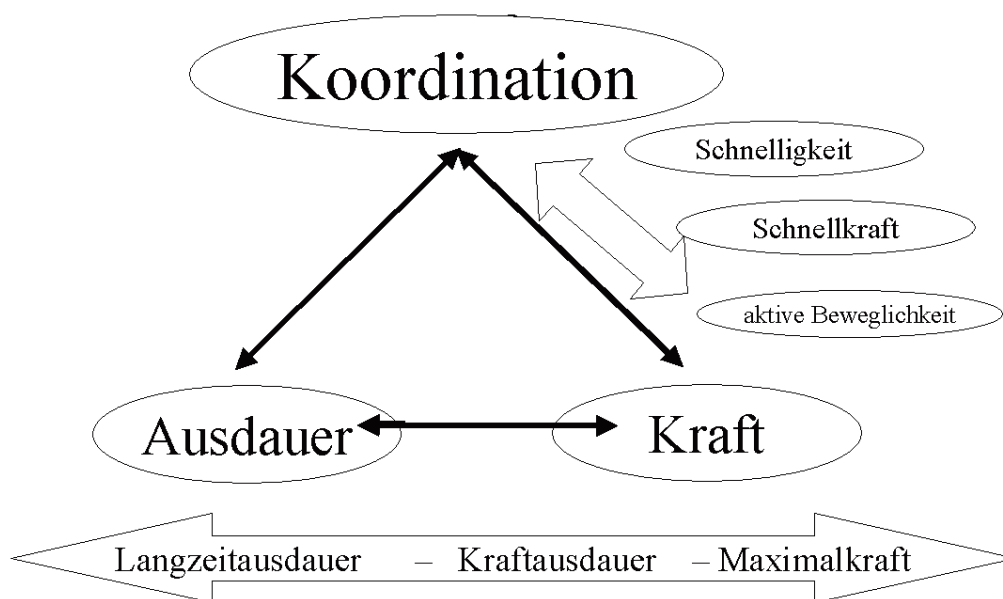 Koordination
Schnelligkeit
Schnellkraft
aktive Beweglichkeit
Ausdauer
Kraft
Langzeitausdauer – Kraftausdauer – Maximalkraft